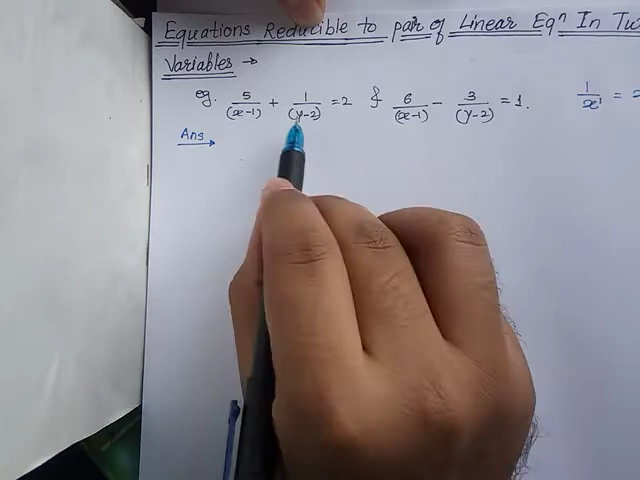 Equations Reducible to pair of Linear Eqⁿ In
Variables →
eg. 5/(x-1) + 1/(y-2) = 2 & 6/(x-1) - 3/(y-2) = 1.
Ans →